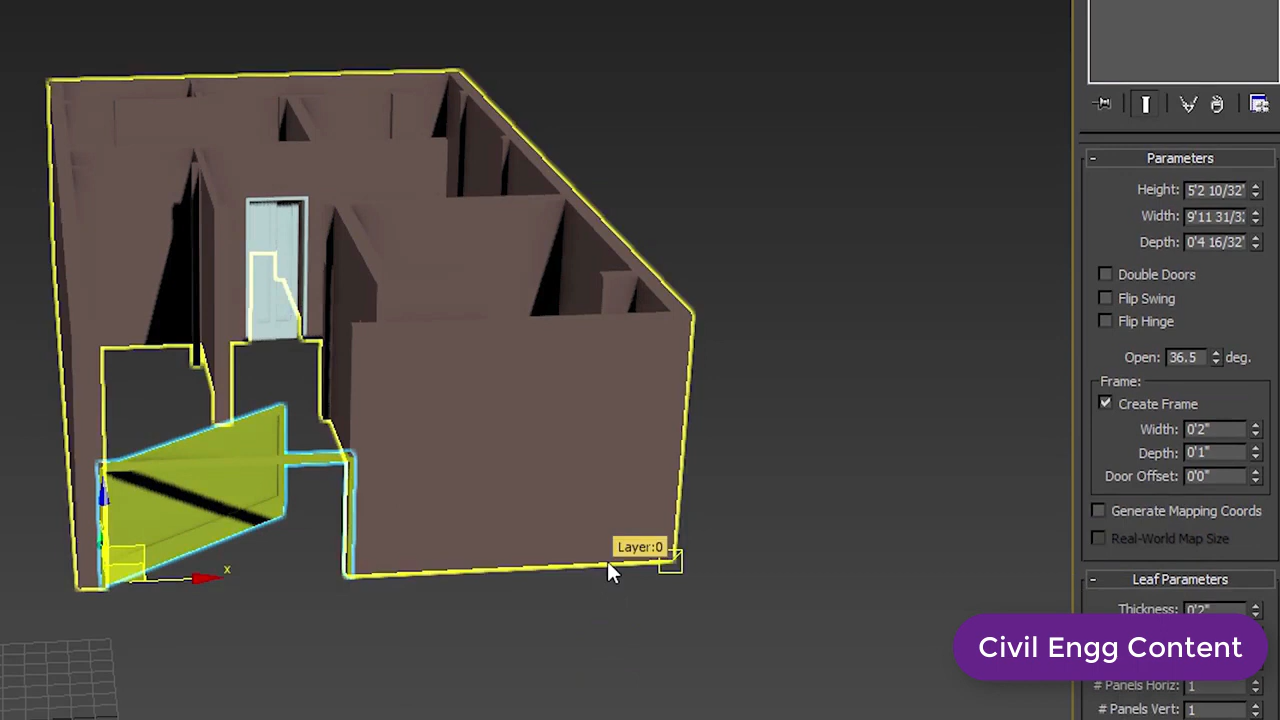 - Parameters
Height: 5'2 10/32"
Width: 9'11 31/3
Depth: 0'4 16/32"
Double Doors
Flip Swing
Flip Hinge
Open: 36.5 deg.
Frame:
Create Frame
Width: 0'2"
Depth: 0'1"
Door Offset: 0'0"
Generate Mapping Coords
Real-World Map Size
- Leaf Parameters
Thickness: 0'2"
Civil Engg Content
# Panels Horiz: 1
# Panels Vert: 1
Layer:0
x